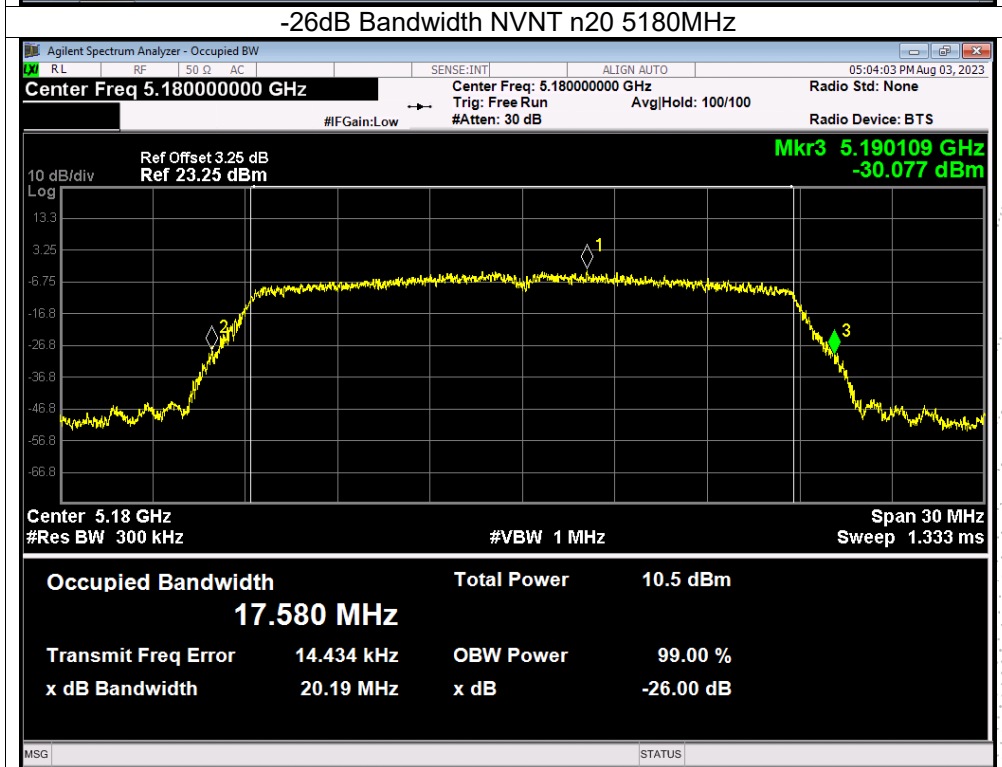 -26dB Bandwidth NVNT n20 5180MHz
Agilent Spectrum Analyzer - Occupied BW
LXI RL RF 50 Ω AC SENSE:INT ALIGN AUTO 05:04:03 PM Aug 03, 2023
Center Freq 5.180000000 GHz Center Freq: 5.180000000 GHz Radio Std: None
Trig: Free Run Avg|Hold: 100/100
#IFGain:Low #Atten: 30 dB Radio Device: BTS
Mkr3 5.190109 GHz
-30.077 dBm
Ref Offset 3.25 dB
10 dB/div Ref 23.25 dBm
Log
13.3
3.25
-6.75
-16.8
-26.8
-36.8
-46.8
-56.8
-66.8
1
2
3
Center 5.18 GHz Span 30 MHz
#Res BW 300 kHz #VBW 1 MHz Sweep 1.333 ms
Occupied Bandwidth Total Power 10.5 dBm
17.580 MHz
Transmit Freq Error 14.434 kHz OBW Power 99.00 %
x dB Bandwidth 20.19 MHz x dB -26.00 dB
MSG STATUS